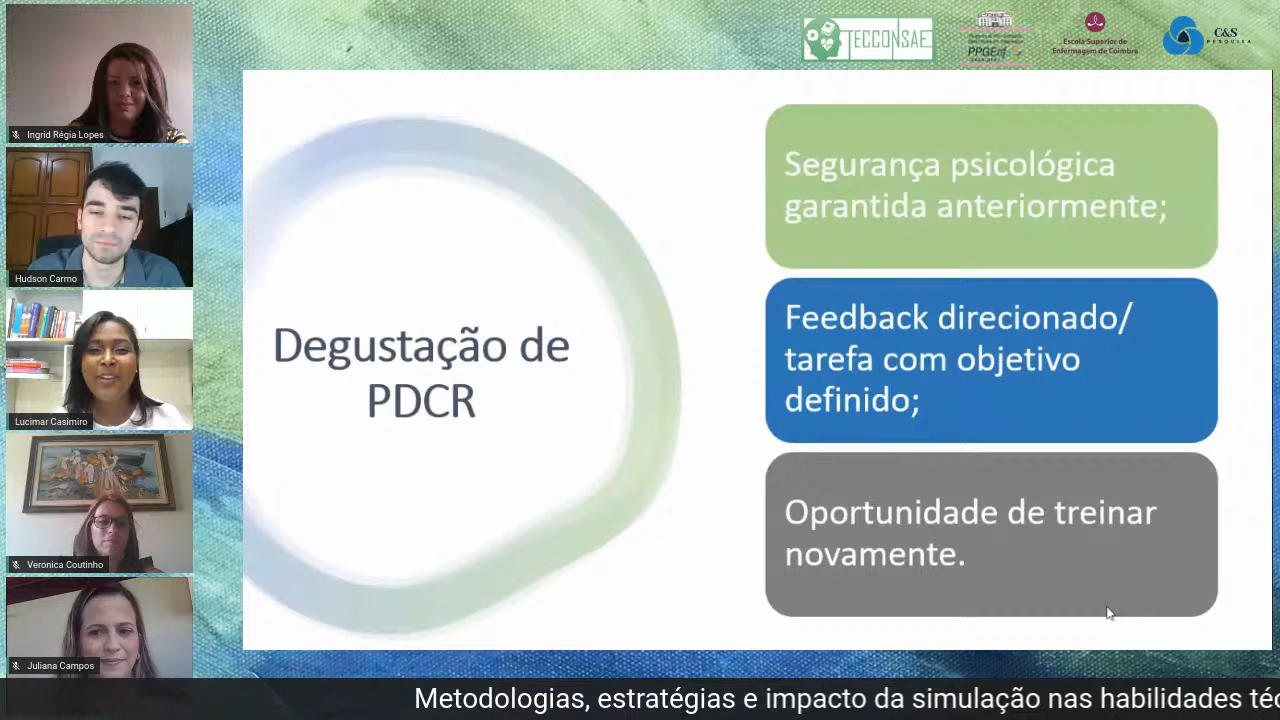 TECCONSAE
PPGEnf
Escola Superior de
Enfermagem de Coimbra
C&S
PESQUISA
Ingrid Régia Lopes
Hudson Carmo
Lucimar Casimiro
Veronica Coutinho
Juliana Campos
Degustação de
PDCR
Segurança psicológica
garantida anteriormente;
Feedback direcionado/
tarefa com objetivo
definido;
Oportunidade de treinar
novamente.
Metodologias, estratégias e impacto da simulação nas habilidades téc